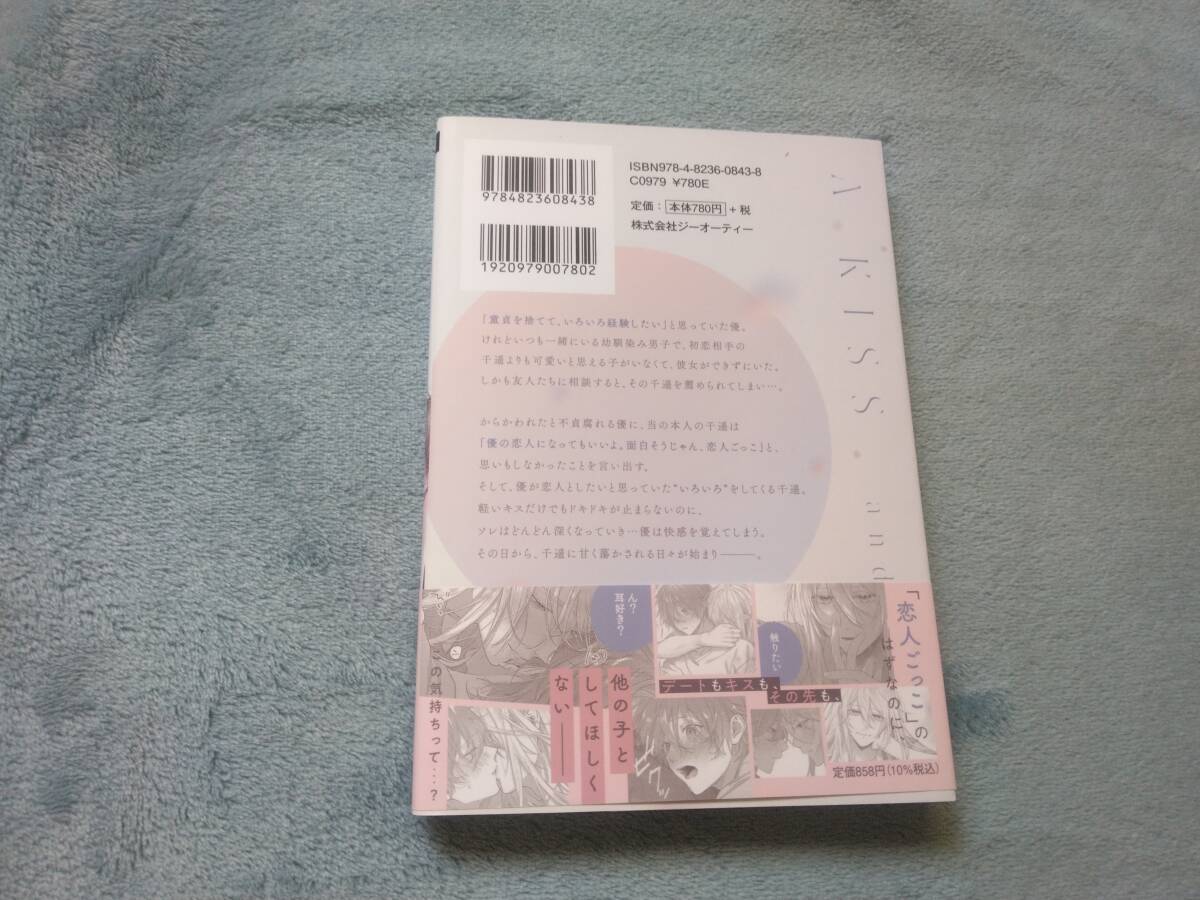 ISBN978-4-8236-0843-8
C0979 ¥780E
定価：本体780円＋税
株式会社ジーオーティー
9784823608438
1920979007802
A・KISS・and
「童貞を捨てて、いろいろ経験したい」と思っていた優。
けれどいつも一緒にいる幼馴染み男子で、初恋相手の
千遥よりも可愛いと思える子がいなくて、彼女ができずにいた。
しかも友人たちに相談すると、その千遥を薦められてしまい…。
からかわれたと不貞腐れる優に、当の本人の千遥は
「優の恋人になってもいいよ。面白そうじゃん、恋人ごっこ」と、
思いもしなかったことを言い出す。
そして、優が恋人としたいと思っていた“いろいろ”をしてくる千遥。
軽いキスだけでもドキドキが止まらないのに、
ソレはどんどん深くなっていき…優は快感を覚えてしまう。
その日から、千遥に甘く蕩かされる日々が始まり―――。
「恋人ごっこ」の
はずなのに、
デートもキスも、
その先も、
他の子と
してほしく
ない――
この気持ちって…？
ん？
耳好き？
触りたい
ゾクッ
定価858円（10%税込）